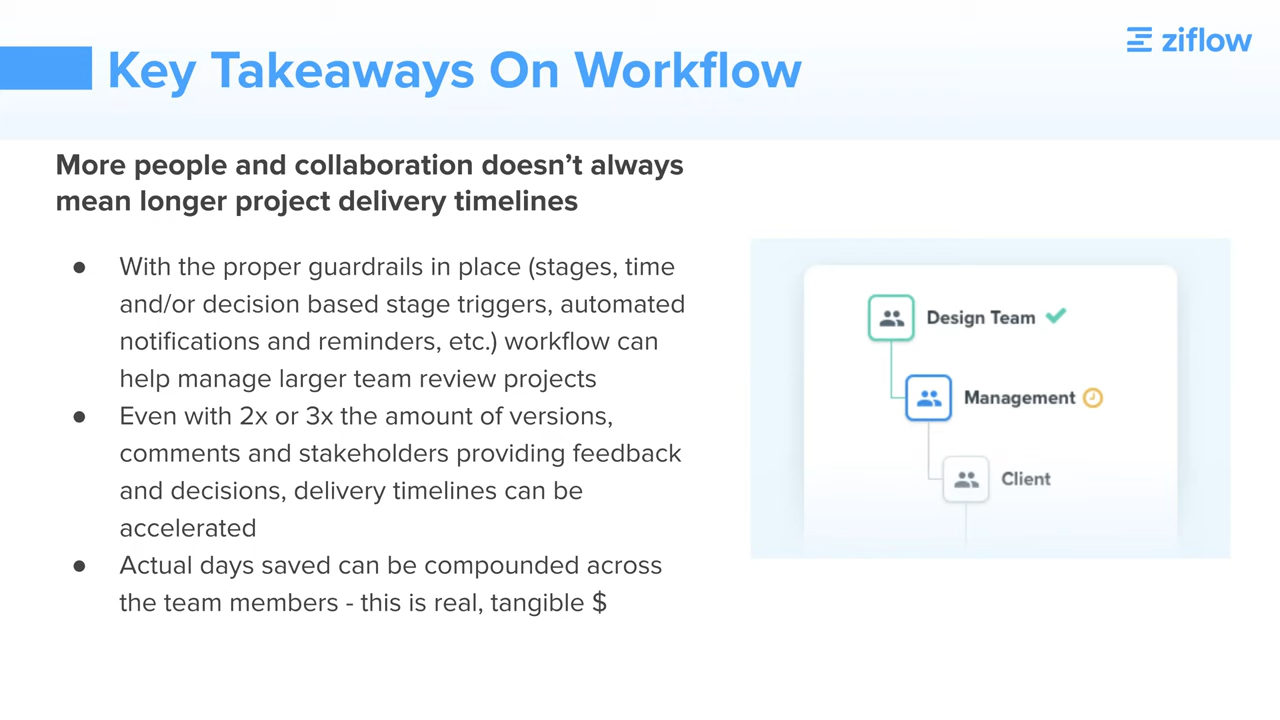 ziflow
Key Takeaways On Workflow
More people and collaboration doesn’t always
mean longer project delivery timelines
● With the proper guardrails in place (stages, time
and/or decision based stage triggers, automated
notifications and reminders, etc.) workflow can
help manage larger team review projects
● Even with 2x or 3x the amount of versions,
comments and stakeholders providing feedback
and decisions, delivery timelines can be
accelerated
● Actual days saved can be compounded across
the team members - this is real, tangible $
Design Team
Management
Client